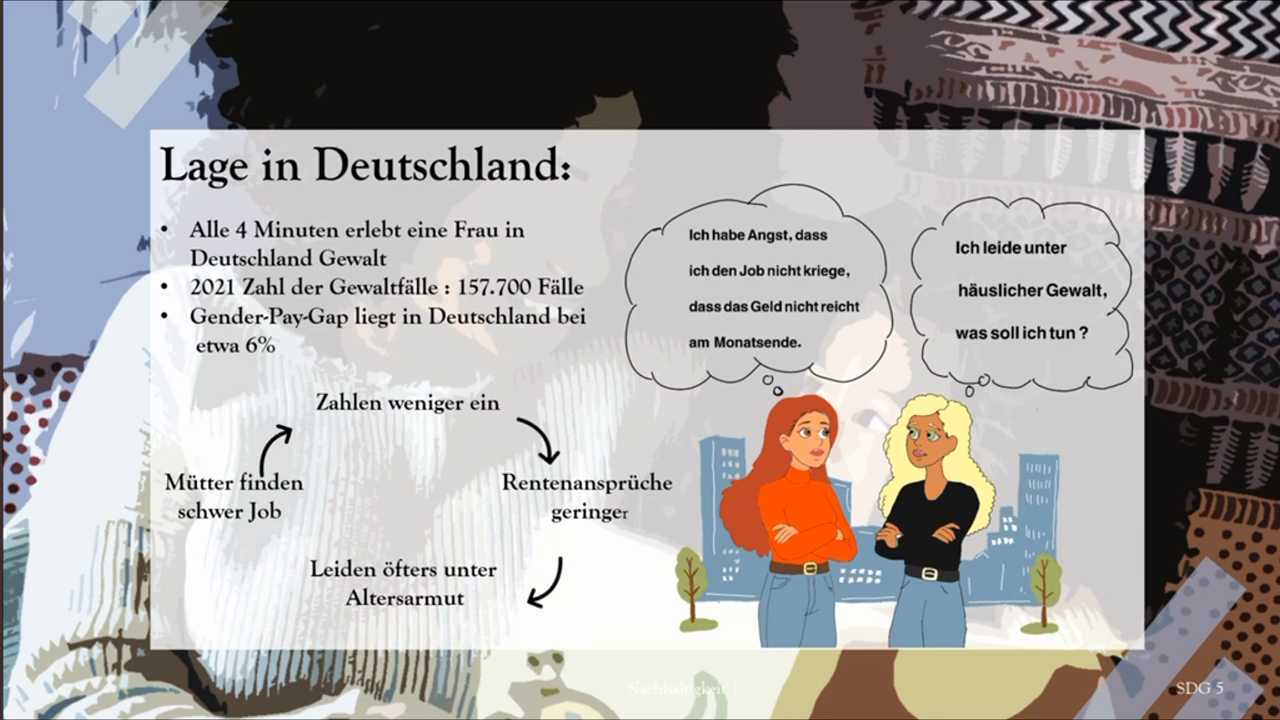 Lage in Deutschland:
• Alle 4 Minuten erlebt eine Frau in
Deutschland Gewalt
• 2021 Zahl der Gewaltfälle : 157.700 Fälle
• Gender-Pay-Gap liegt in Deutschland bei
etwa 6%
Zahlen weniger ein
Mütter finden
schwer Job
Rentenansprüche
geringer
Leiden öfters unter
Altersarmut
Ich habe Angst, dass
ich den Job nicht kriege,
dass das Geld nicht reicht
am Monatsende.
Ich leide unter
häuslicher Gewalt,
was soll ich tun ?
Nachhaltigkeit 1
SDG 5